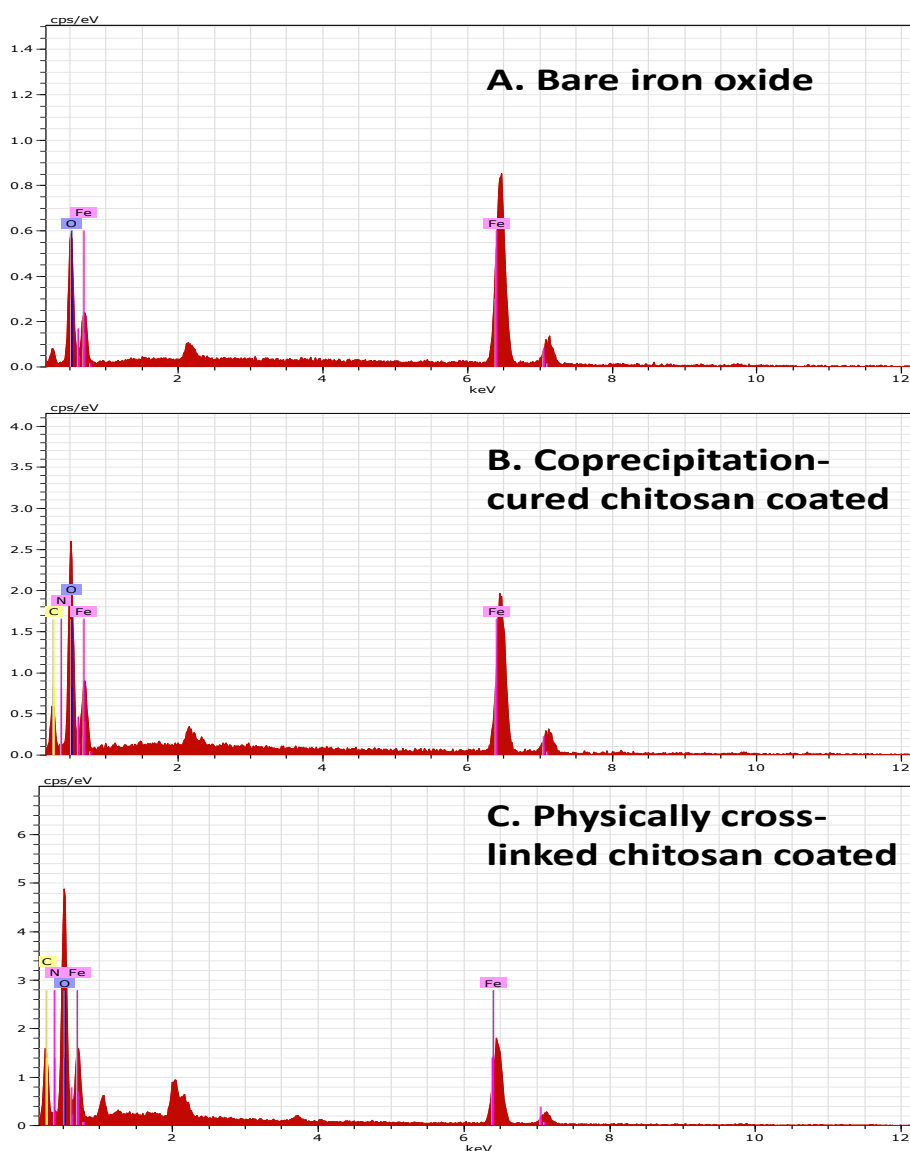 cps/eV
A. Bare iron oxide
1.4
1.2
1.0
0.8
0.6
0.4
0.2
0.0
Fe
O
Fe
2 4 6 8 10 12
keV
cps/eV
B. Coprecipitation-
cured chitosan coated
4.0
3.5
3.0
2.5
2.0
1.5
1.0
0.5
0.0
O
N
C Fe
Fe
2 4 6 8 10 12
cps/eV
C. Physically cross-
linked chitosan coated
6
5
4
3
2
1
0
C
N Fe
O
Fe
2 4 6 8 10 12
keV